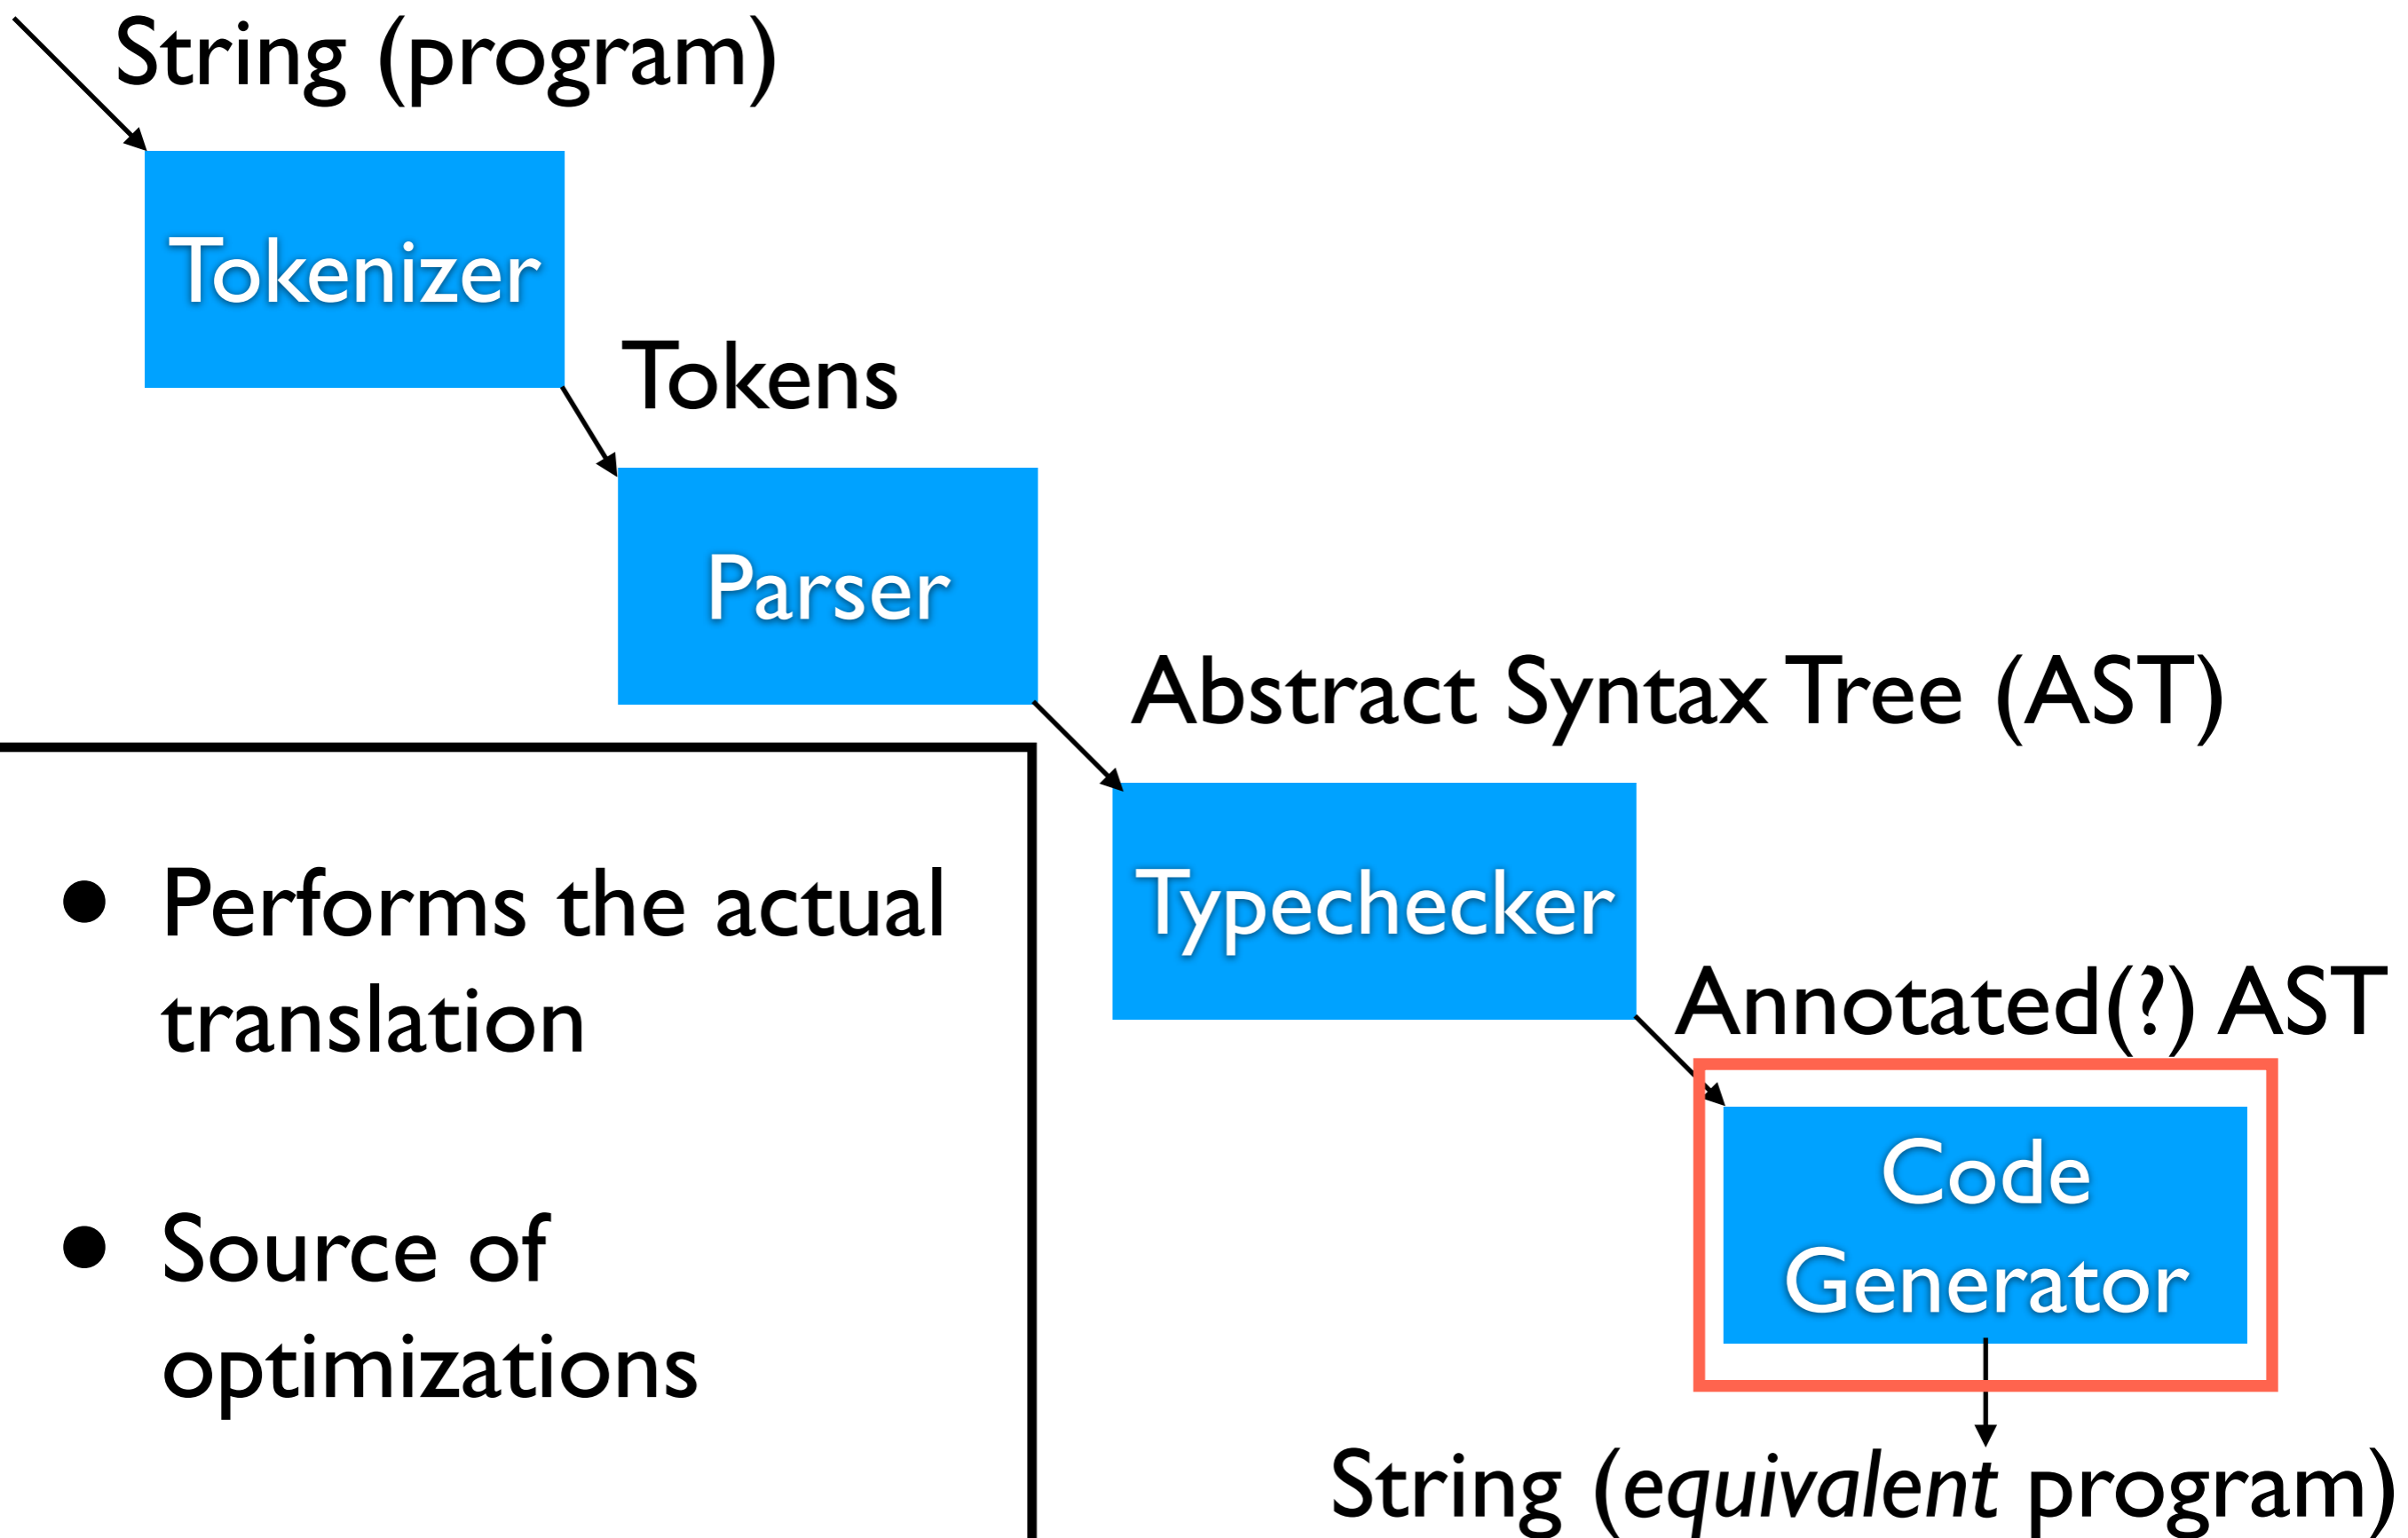 String (program)
Tokenizer
Tokens
Parser
Abstract Syntax Tree (AST)
Typechecker
Annotated(?) AST
Code
Generator
String (equivalent program)
• Performs the actual
translation
• Source of
optimizations